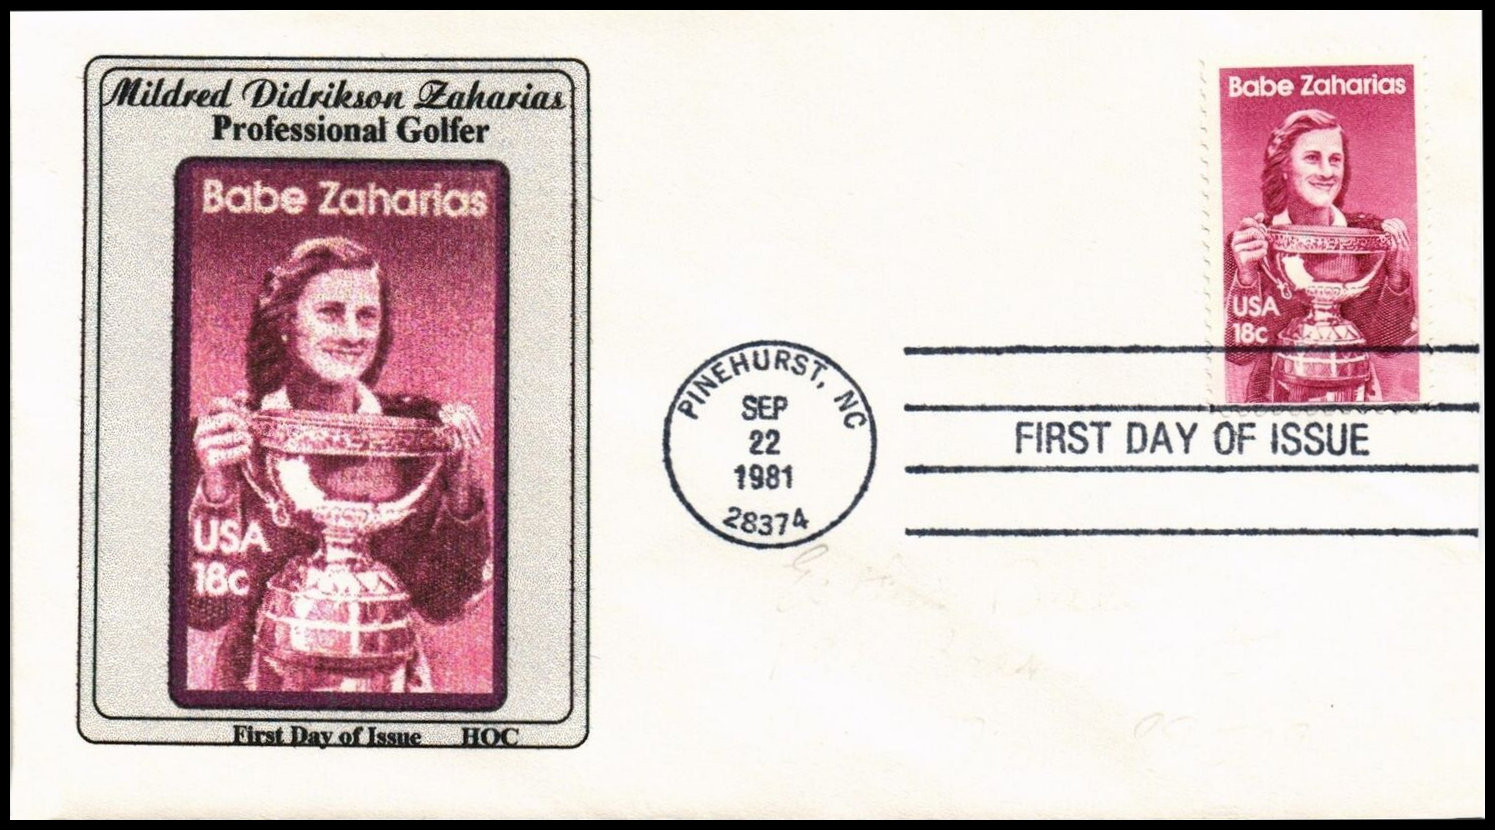 Mildred Didrikson Zaharias
Professional Golfer
Babe Zaharias
USA
18c
First Day of Issue HOC
Babe Zaharias
USA
18c
PINEHURST, NC
SEP
22
1981
28374
FIRST DAY OF ISSUE